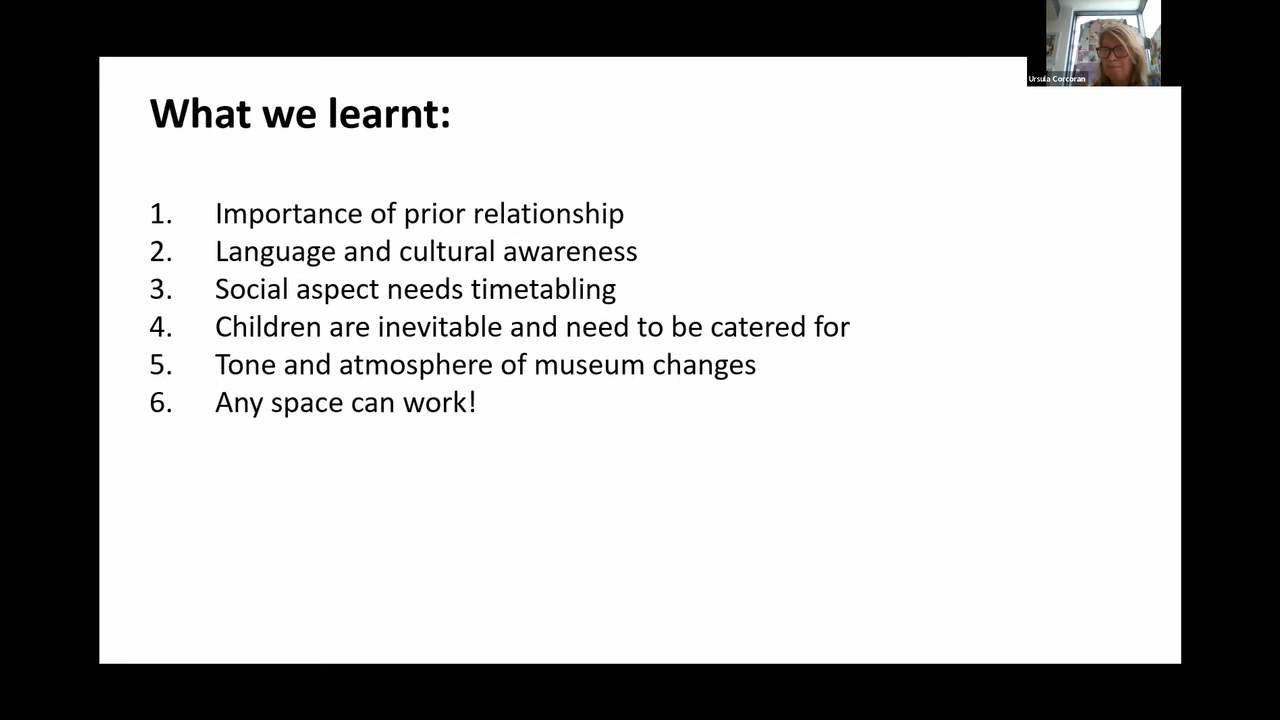 Ursula Corcoran
What we learnt:
1. Importance of prior relationship
2. Language and cultural awareness
3. Social aspect needs timetabling
4. Children are inevitable and need to be catered for
5. Tone and atmosphere of museum changes
6. Any space can work!